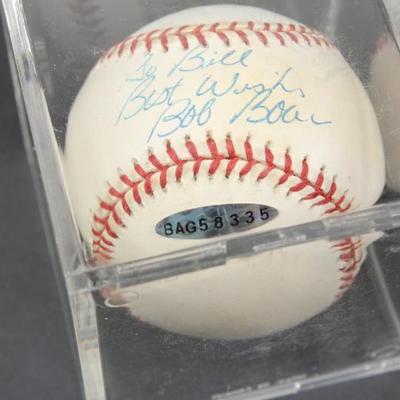 To Bill
Best Wishes
Bob Boone
BAG58335